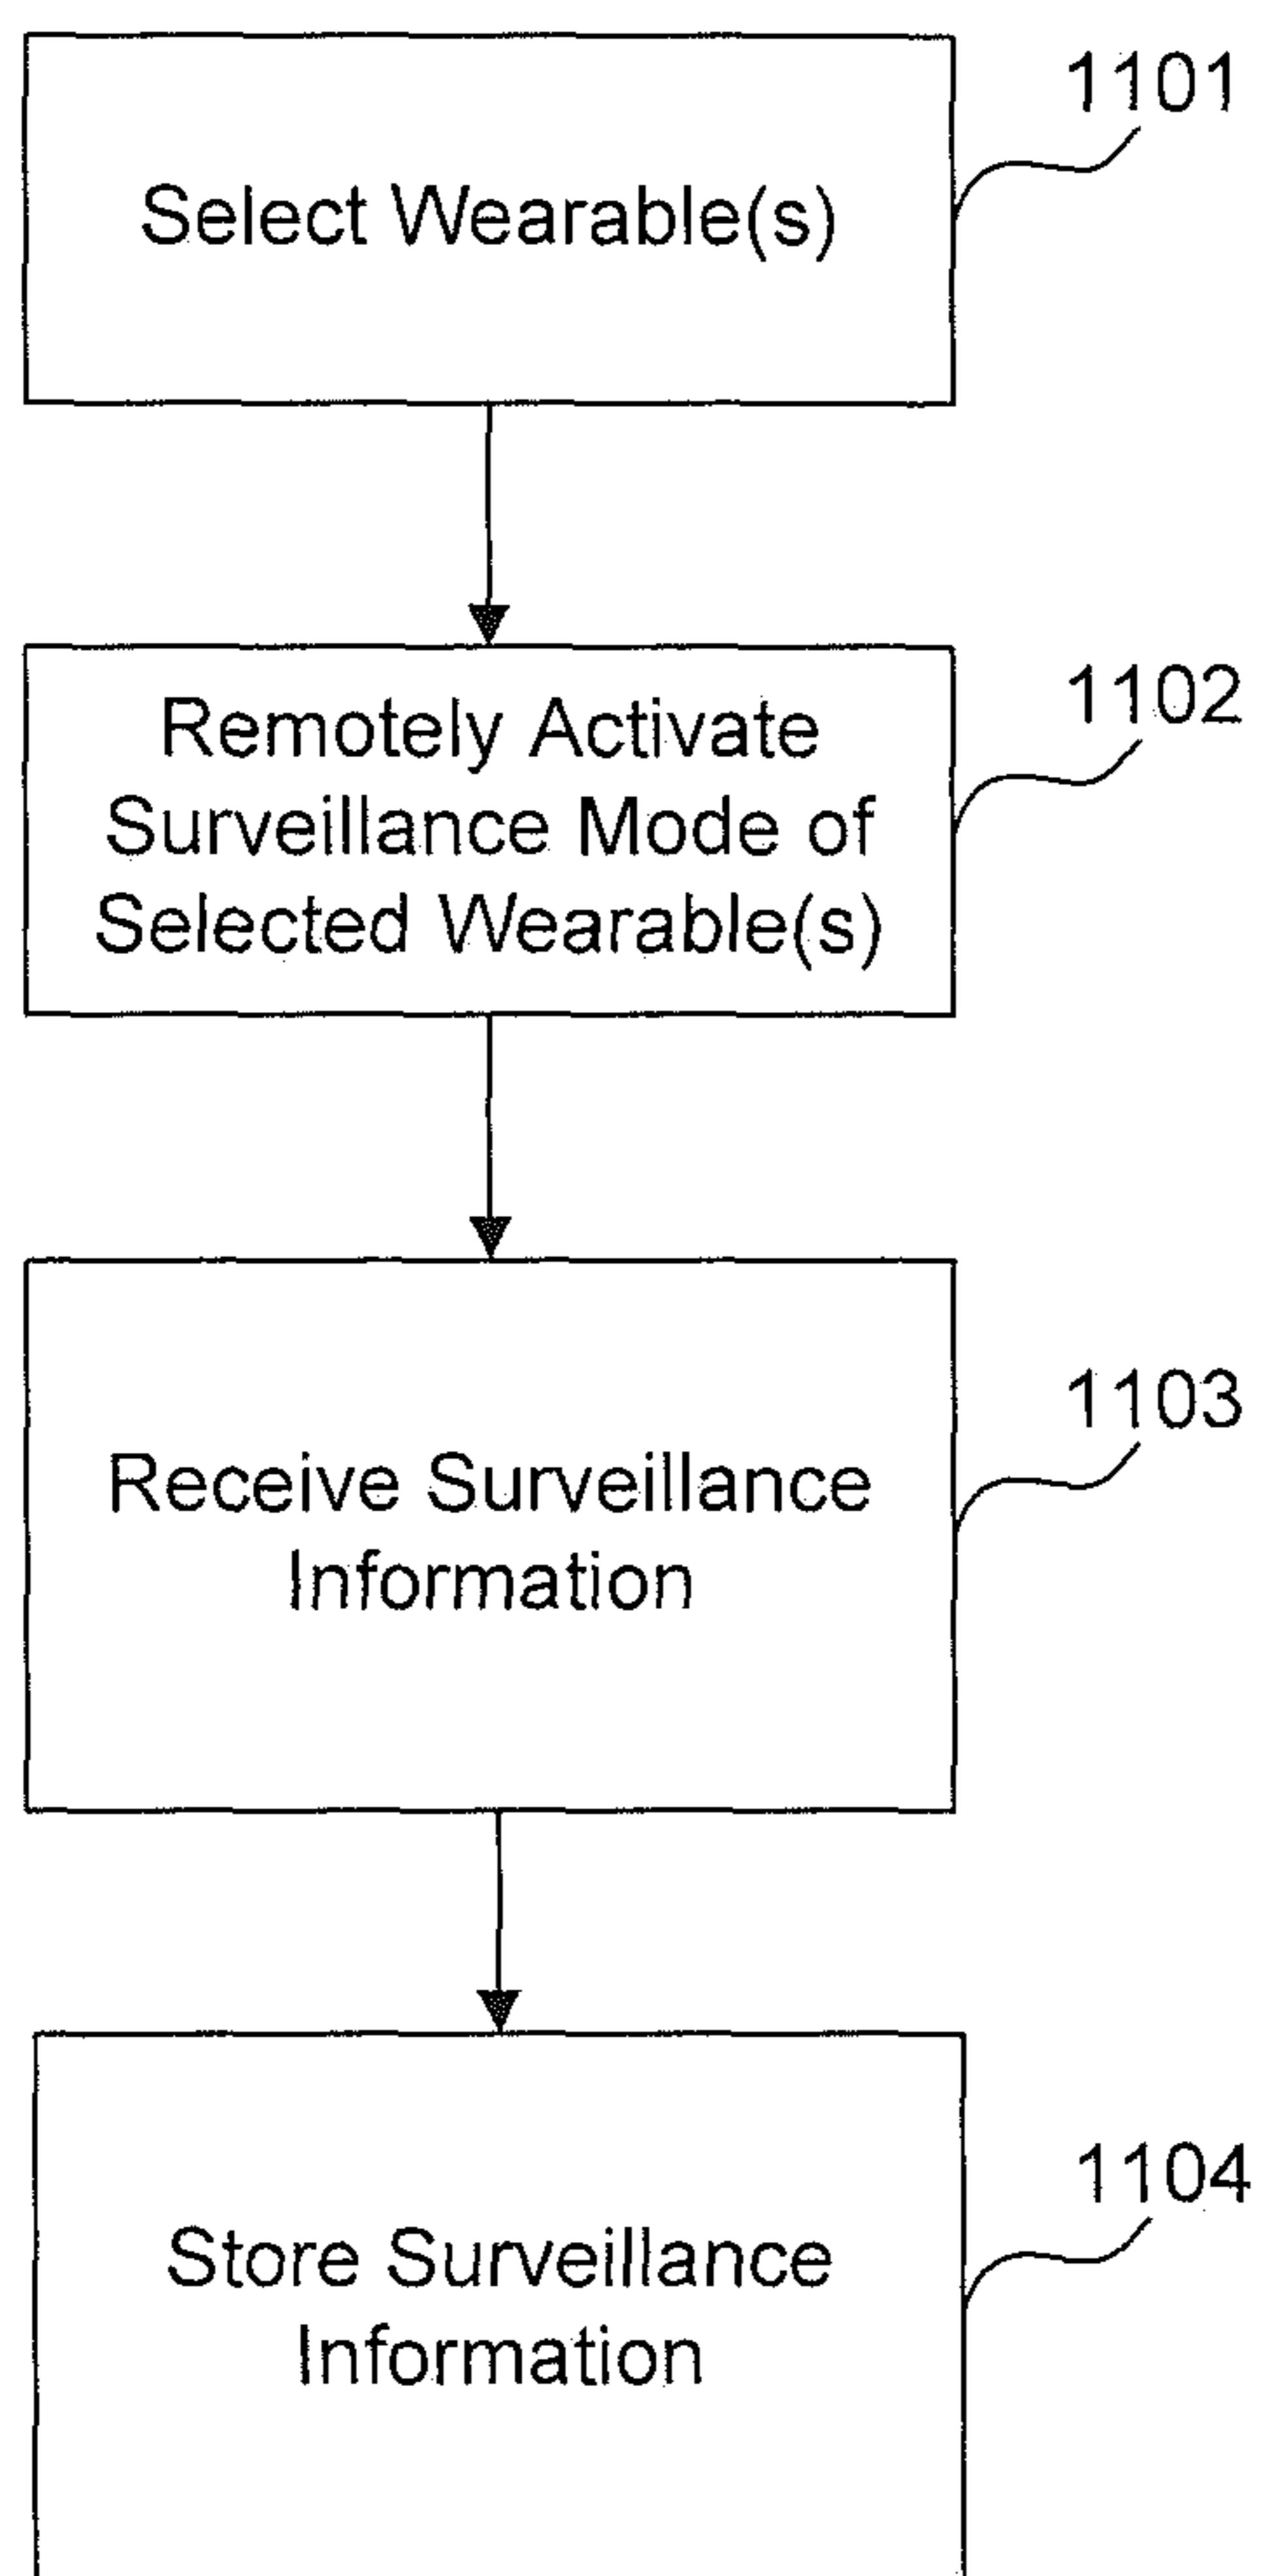 Select Wearable(s)
1101
Remotely Activate
Surveillance Mode of
Selected Wearable(s)
1102
Receive Surveillance
Information
1103
Store Surveillance
Information
1104